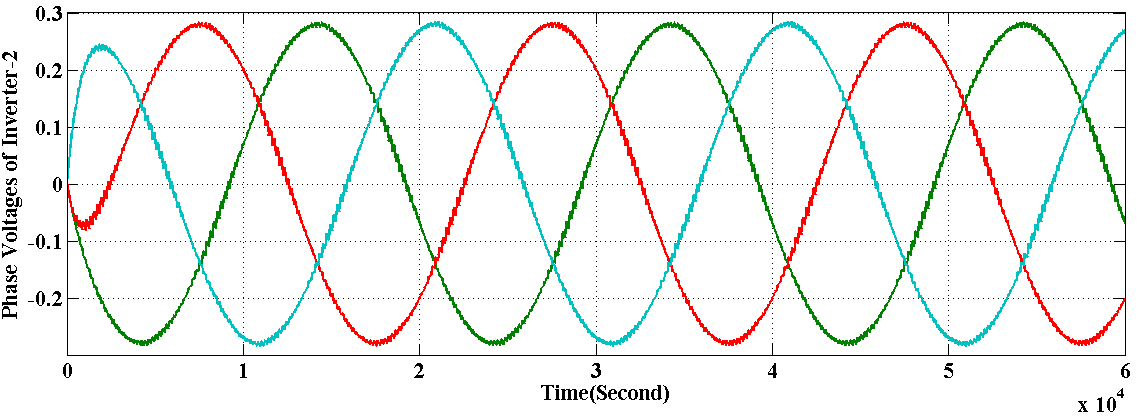 Phase Voltages of Inverter-2
0.3
0.2
0.1
0
-0.1
-0.2
0 1 2 3 4 5 6
Time(Second)
x 10^4